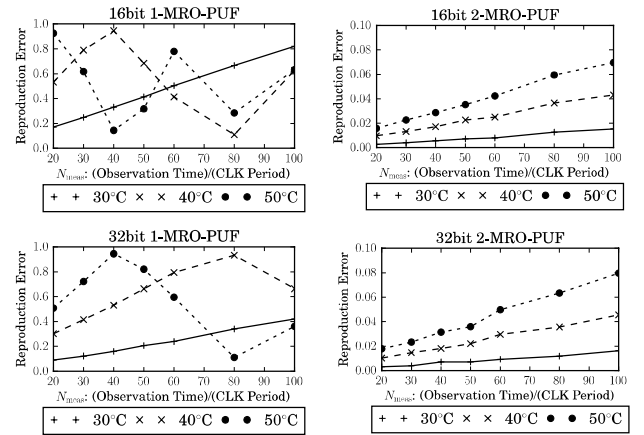 16bit 1-MRO-PUF
Reproduction Error
1.0
0.8
0.6
0.4
0.2
0.0
20 30 40 50 60 70 80 90 100
N_meas: (Observation Time)/(CLK Period)
30°C 40°C 50°C
16bit 2-MRO-PUF
Reproduction Error
0.10
0.08
0.06
0.04
0.02
0.00
20 30 40 50 60 70 80 90 100
N_meas: (Observation Time)/(CLK Period)
30°C 40°C 50°C
32bit 1-MRO-PUF
Reproduction Error
1.0
0.8
0.6
0.4
0.2
0.0
20 30 40 50 60 70 80 90 100
N_meas: (Observation Time)/(CLK Period)
30°C 40°C 50°C
32bit 2-MRO-PUF
Reproduction Error
0.10
0.08
0.06
0.04
0.02
0.00
20 30 40 50 60 70 80 90 100
N_meas: (Observation Time)/(CLK Period)
30°C 40°C 50°C